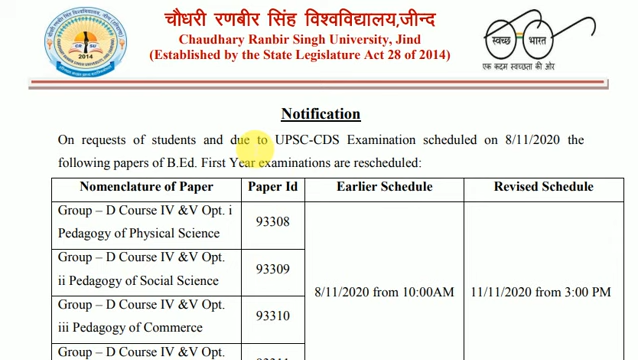 चौधरी रणबीर सिंह विश्वविद्यालय,जीन्द
Chaudhary Ranbir Singh University, Jind
(Established by the State Legislature Act 28 of 2014)
2014
स्वच्छ भारत
एक कदम स्वच्छता की ओर
Notification
On requests of students and due to UPSC-CDS Examination scheduled on 8/11/2020 the
following papers of B.Ed. First Year examinations are rescheduled:
Nomenclature of Paper Paper Id Earlier Schedule Revised Schedule
Group – D Course IV &V Opt. i
Pedagogy of Physical Science
93308
Group – D Course IV &V Opt.
ii Pedagogy of Social Science
93309
8/11/2020 from 10:00AM 11/11/2020 from 3:00 PM
Group – D Course IV &V Opt.
iii Pedagogy of Commerce
93310
Group – D Course IV &V Opt.